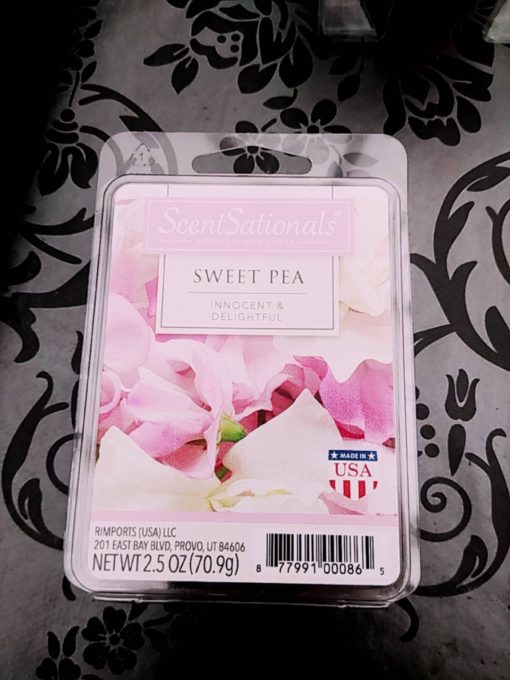 ScentSationals®
SCENTED WAX CUBES
SWEET PEA
INNOCENT &
DELIGHTFUL
MADE IN
USA
RIMPORTS (USA) LLC
201 EAST BAY BLVD, PROVO, UT 84606
NET WT 2.5 OZ (70.9g)
8 77991 00086 5